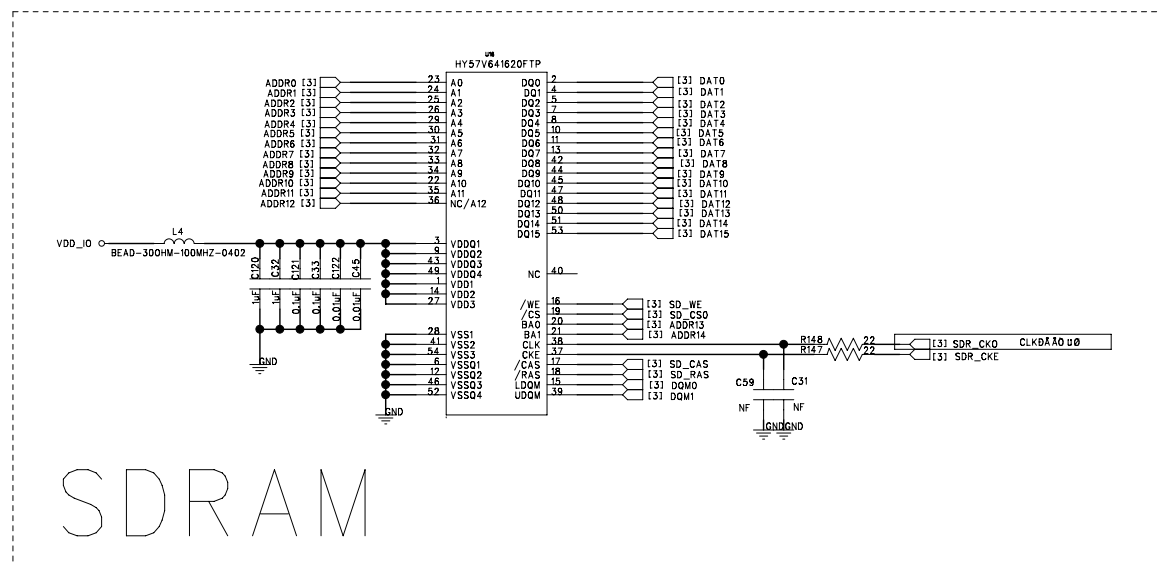 U18
HY57V641620FTP
ADDR0 [3] 23 A0 DQ0 2 [3] DAT0
ADDR1 [3] 24 A1 DQ1 4 [3] DAT1
ADDR2 [3] 25 A2 DQ2 5 [3] DAT2
ADDR3 [3] 26 A3 DQ3 7 [3] DAT3
ADDR4 [3] 29 A4 DQ4 8 [3] DAT4
ADDR5 [3] 30 A5 DQ5 10 [3] DAT5
ADDR6 [3] 31 A6 DQ6 11 [3] DAT6
ADDR7 [3] 32 A7 DQ7 13 [3] DAT7
ADDR8 [3] 33 A8 DQ8 42 [3] DAT8
ADDR9 [3] 34 A9 DQ9 44 [3] DAT9
ADDR10 [3] 22 A10 DQ10 45 [3] DAT10
ADDR11 [3] 35 A11 DQ11 47 [3] DAT11
ADDR12 [3] 36 NC/A12 DQ12 48 [3] DAT12
DQ13 50 [3] DAT13
DQ14 51 [3] DAT14
DQ15 53 [3] DAT15
L4
VDD_IO
BEAD-300HM-100MHZ-0402
3 VDDQ1
9 VDDQ2
43 VDDQ3
49 VDDQ4
1 VDD1
14 VDD2
27 VDD3
NC 40
C120 C32 C121 C33 C122 C45
1uF 1uF 0.1uF 0.1uF 0.01uF 0.01uF
GND
/WE 16 [3] SD_WE
/CS 19 [3] SD_CS0
BA0 20 [3] ADDR13
BA1 21 [3] ADDR14
CLK 38 R148 22 [3] SDR_CKO CLKÐÅÃÖ υØ
CKE 37 R147 22 [3] SDR_CKE
/CAS 17 [3] SD_CAS
/RAS 18 [3] SD_RAS
LDQM 15 [3] DQM0
UDQM 39 [3] DQM1
28 VSS1
41 VSS2
54 VSS3
6 VSSQ1
12 VSSQ2
46 VSSQ3
52 VSSQ4
GND
C59 C31
NF NF
GND GND
SDRAM